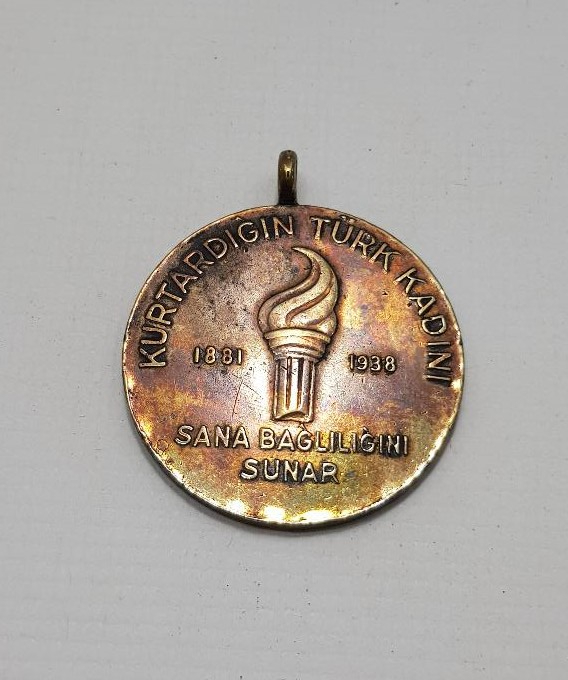 KURTARDIĞIN TÜRK KADINI
1881 1938
SANA BAĞLILIĞINI
SUNAR